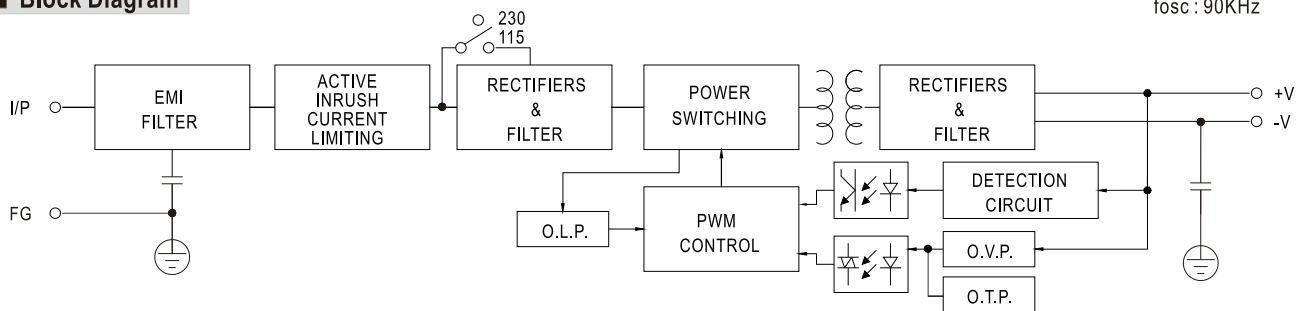 Block Diagram
fosc : 90KHz
230
115
I/P
EMI
FILTER
ACTIVE
INRUSH
CURRENT
LIMITING
RECTIFIERS
&
FILTER
POWER
SWITCHING
RECTIFIERS
&
FILTER
+V
-V
FG
O.L.P.
PWM
CONTROL
DETECTION
CIRCUIT
O.V.P.
O.T.P.